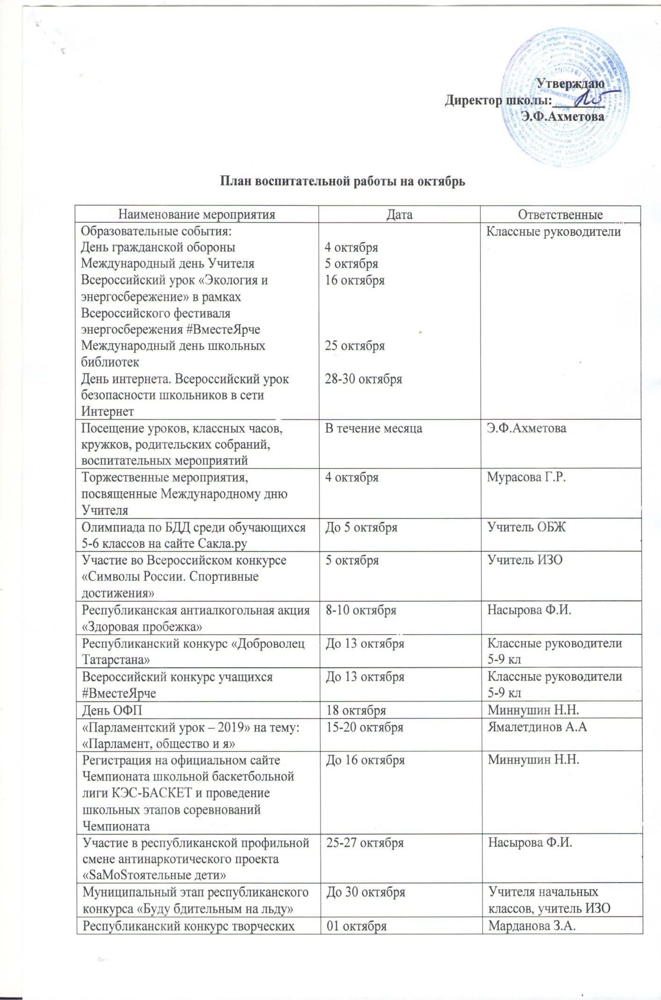 Утверждаю
Директор школы:________
Э.Ф.Ахметова
План воспитательной работы на октябрь
Наименование мероприятия Дата Ответственные
Образовательные события: Классные руководители
День гражданской обороны 4 октября
Международный день Учителя 5 октября
Всероссийский урок «Экология и 16 октября
энергосбережение» в рамках
Всероссийского фестиваля
энергосбережения #ВместеЯрче
Международный день школьных 25 октября
библиотек
День интернета. Всероссийский урок 28-30 октября
безопасности школьников в сети
Интернет
Посещение уроков, классных часов, В течение месяца Э.Ф.Ахметова
кружков, родительских собраний,
воспитательных мероприятий
Торжественные мероприятия, 4 октября Мурасова Г.Р.
посвященные Международному дню
Учителя
Олимпиада по БДД среди обучающихся До 5 октября Учитель ОБЖ
5-6 классов на сайте Сакла.ру
Участие во Всероссийском конкурсе 5 октября Учитель ИЗО
«Символы России. Спортивные
достижения»
Республиканская антиалкогольная акция 8-10 октября Насырова Ф.И.
«Здоровая пробежка»
Республиканский конкурс «Доброволец До 13 октября Классные руководители
Татарстана» 5-9 кл
Всероссийский конкурс учащихся До 13 октября Классные руководители
#ВместеЯрче 5-9 кл
День ОФП 18 октября Миннушин Н.Н.
«Парламентский урок – 2019» на тему: 15-20 октября Ямалетдинов А.А
«Парламент, общество и я»
Регистрация на официальном сайте До 16 октября Миннушин Н.Н.
Чемпионата школьной баскетбольной
лиги КЭС-БАСКЕТ и проведение
школьных этапов соревнований
Чемпионата
Участие в республиканской профильной 25-27 октября Насырова Ф.И.
смене антинаркотического проекта
«SaMoSтоятельные дети»
Муниципальный этап республиканского До 30 октября Учителя начальных
конкурса «Буду бдительным на льду» классов, учитель ИЗО
Республиканский конкурс творческих 01 октября Марданова З.А.